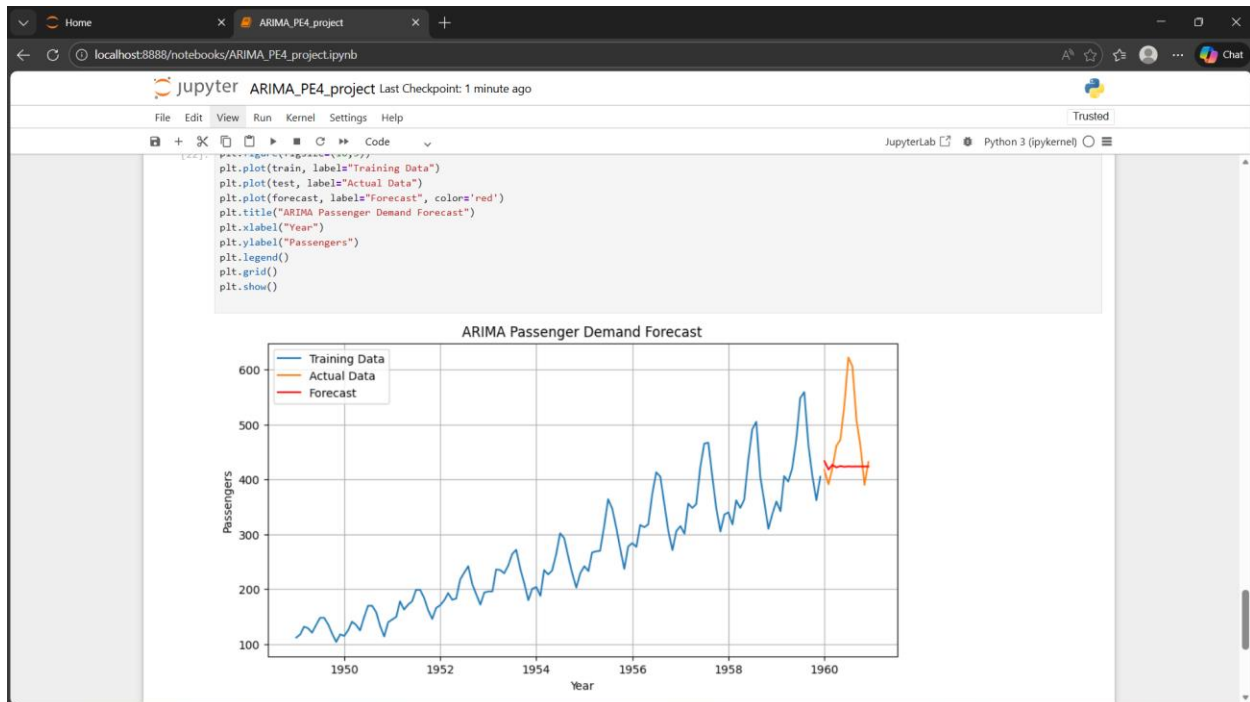 Home
ARIMA_PE4_project
localhost:8888/notebooks/ARIMA_PE4_project.ipynb
Chat
jupyter ARIMA_PE4_project Last Checkpoint: 1 minute ago
File Edit View Run Kernel Settings Help
Trusted
Code
JupyterLab
Python 3 (ipykernel)
plt.plot(train, label="Training Data")
plt.plot(test, label="Actual Data")
plt.plot(forecast, label="Forecast", color='red')
plt.title("ARIMA Passenger Demand Forecast")
plt.xlabel("Year")
plt.ylabel("Passengers")
plt.legend()
plt.grid()
plt.show()
ARIMA Passenger Demand Forecast
Training Data
Actual Data
Forecast
600
500
400
300
200
100
Passengers
1950 1952 1954 1956 1958 1960
Year